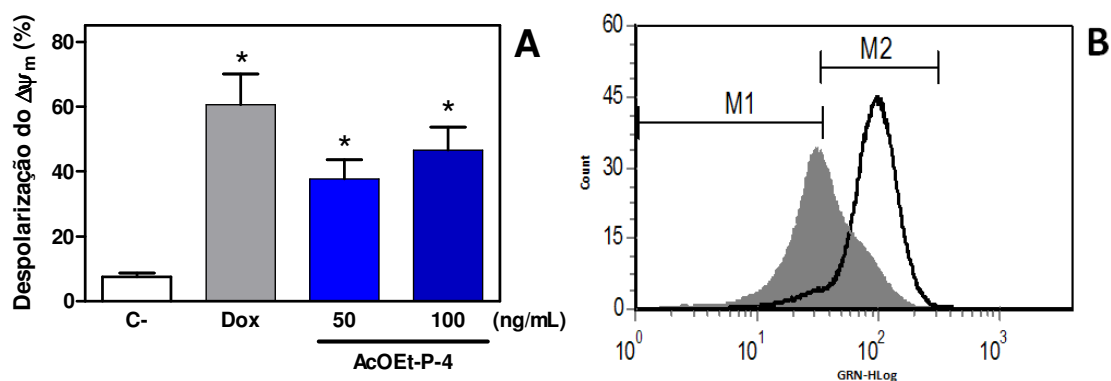 Despolarização do Δψm (%)
80
60
40
20
0
A
*
*
*
C-
Dox
50
100
(ng/mL)
AcOEt-P-4
B
Count
60
45
30
15
0
M1
M2
10⁰
10¹
10²
10³
GRN-HLog